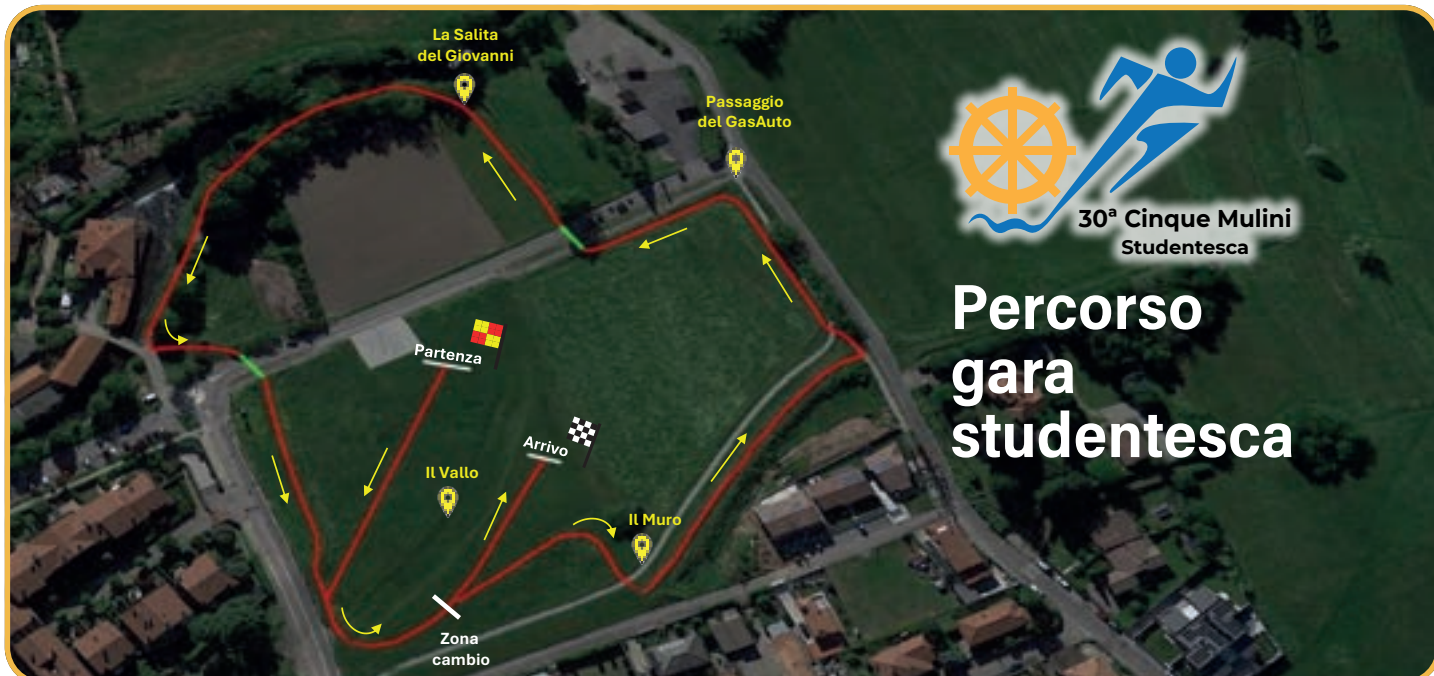 La Salita
del Giovanni
Passaggio
del GasAuto
30ª Cinque Mulini
Studentesca
Percorso
gara
studentesca
Partenza
Arrivo
Il Vallo
Il Muro
Zona
cambio